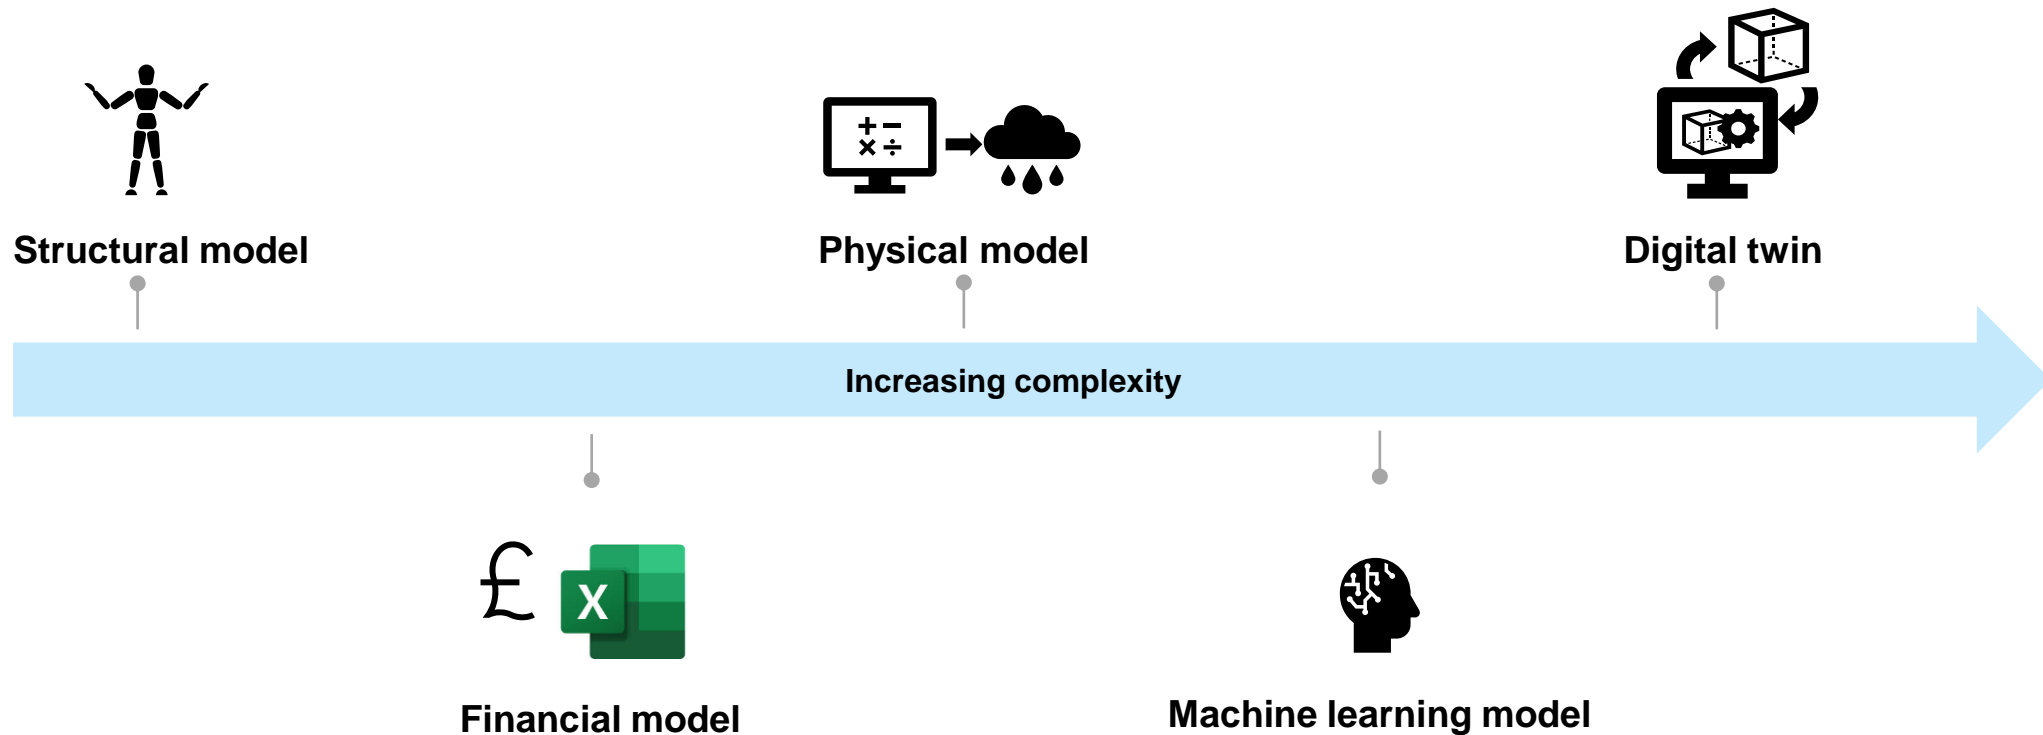 Structural model
Physical model
Digital twin
Increasing complexity
£
X
Financial model
Machine learning model